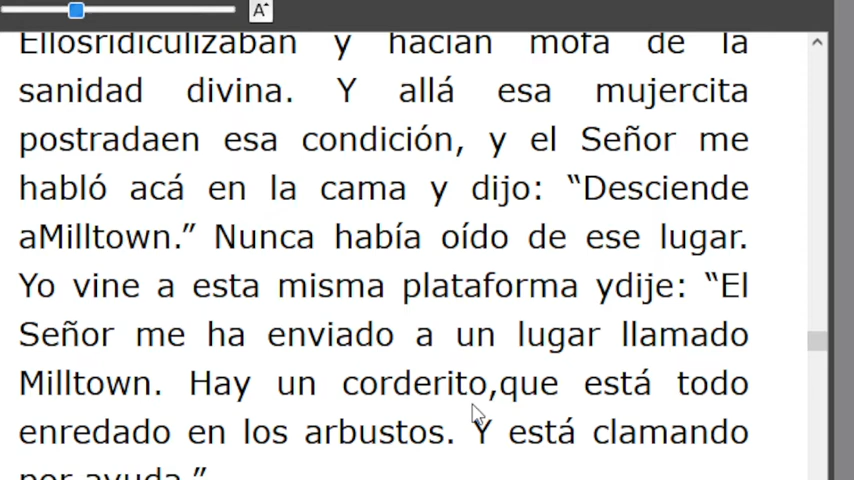 A
Ellosridiculizaban y hacían mofa de la
sanidad divina. Y allá esa mujercita
postradaen esa condición, y el Señor me
habló acá en la cama y dijo: “Desciende
aMilltown.” Nunca había oído de ese lugar.
Yo vine a esta misma plataforma ydije: “El
Señor me ha enviado a un lugar llamado
Milltown. Hay un corderito,que está todo
enredado en los arbustos. Y está clamando
por ayuda.”